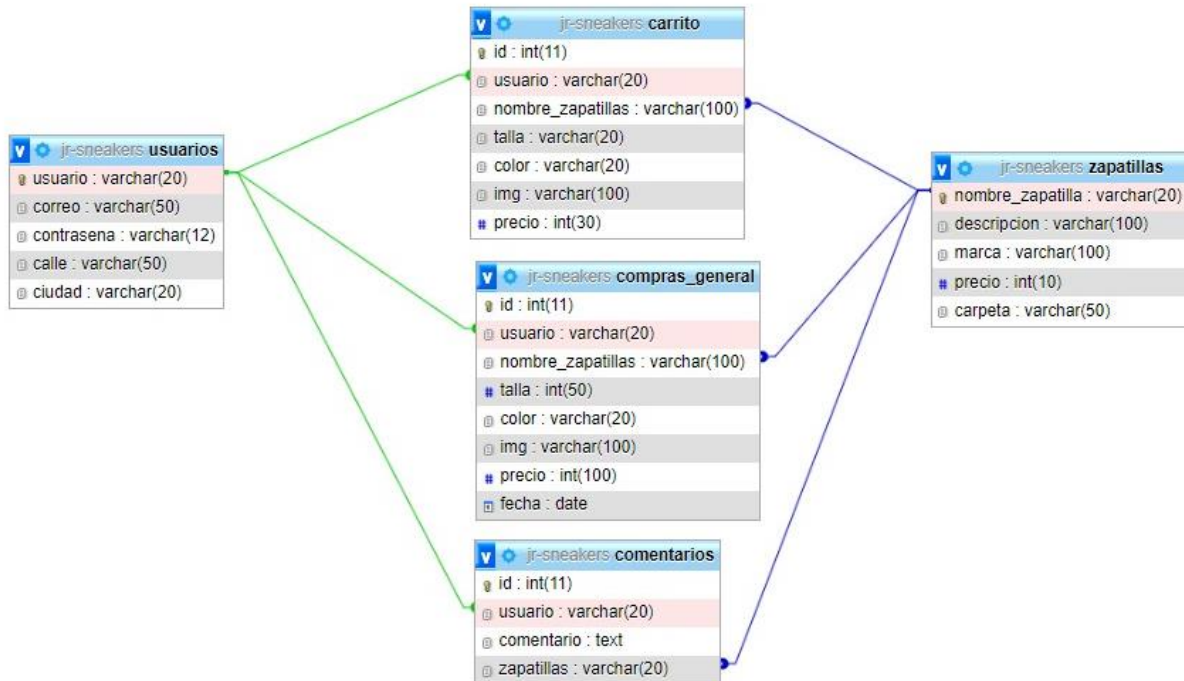 jr-sneakers usuarios
usuario : varchar(20)
correo : varchar(50)
contrasena : varchar(12)
calle : varchar(50)
ciudad : varchar(20)
jr-sneakers carrito
id : int(11)
usuario : varchar(20)
nombre_zapatillas : varchar(100)
talla : varchar(20)
color : varchar(20)
img : varchar(100)
# precio : int(30)
jr-sneakers compras_general
id : int(11)
usuario : varchar(20)
nombre_zapatillas : varchar(100)
# talla : int(50)
color : varchar(20)
img : varchar(100)
# precio : int(100)
fecha : date
jr-sneakers comentarios
id : int(11)
usuario : varchar(20)
comentario : text
zapatillas : varchar(20)
jr-sneakers zapatillas
nombre_zapatilla : varchar(20)
descripcion : varchar(100)
marca : varchar(100)
# precio : int(10)
carpeta : varchar(50)